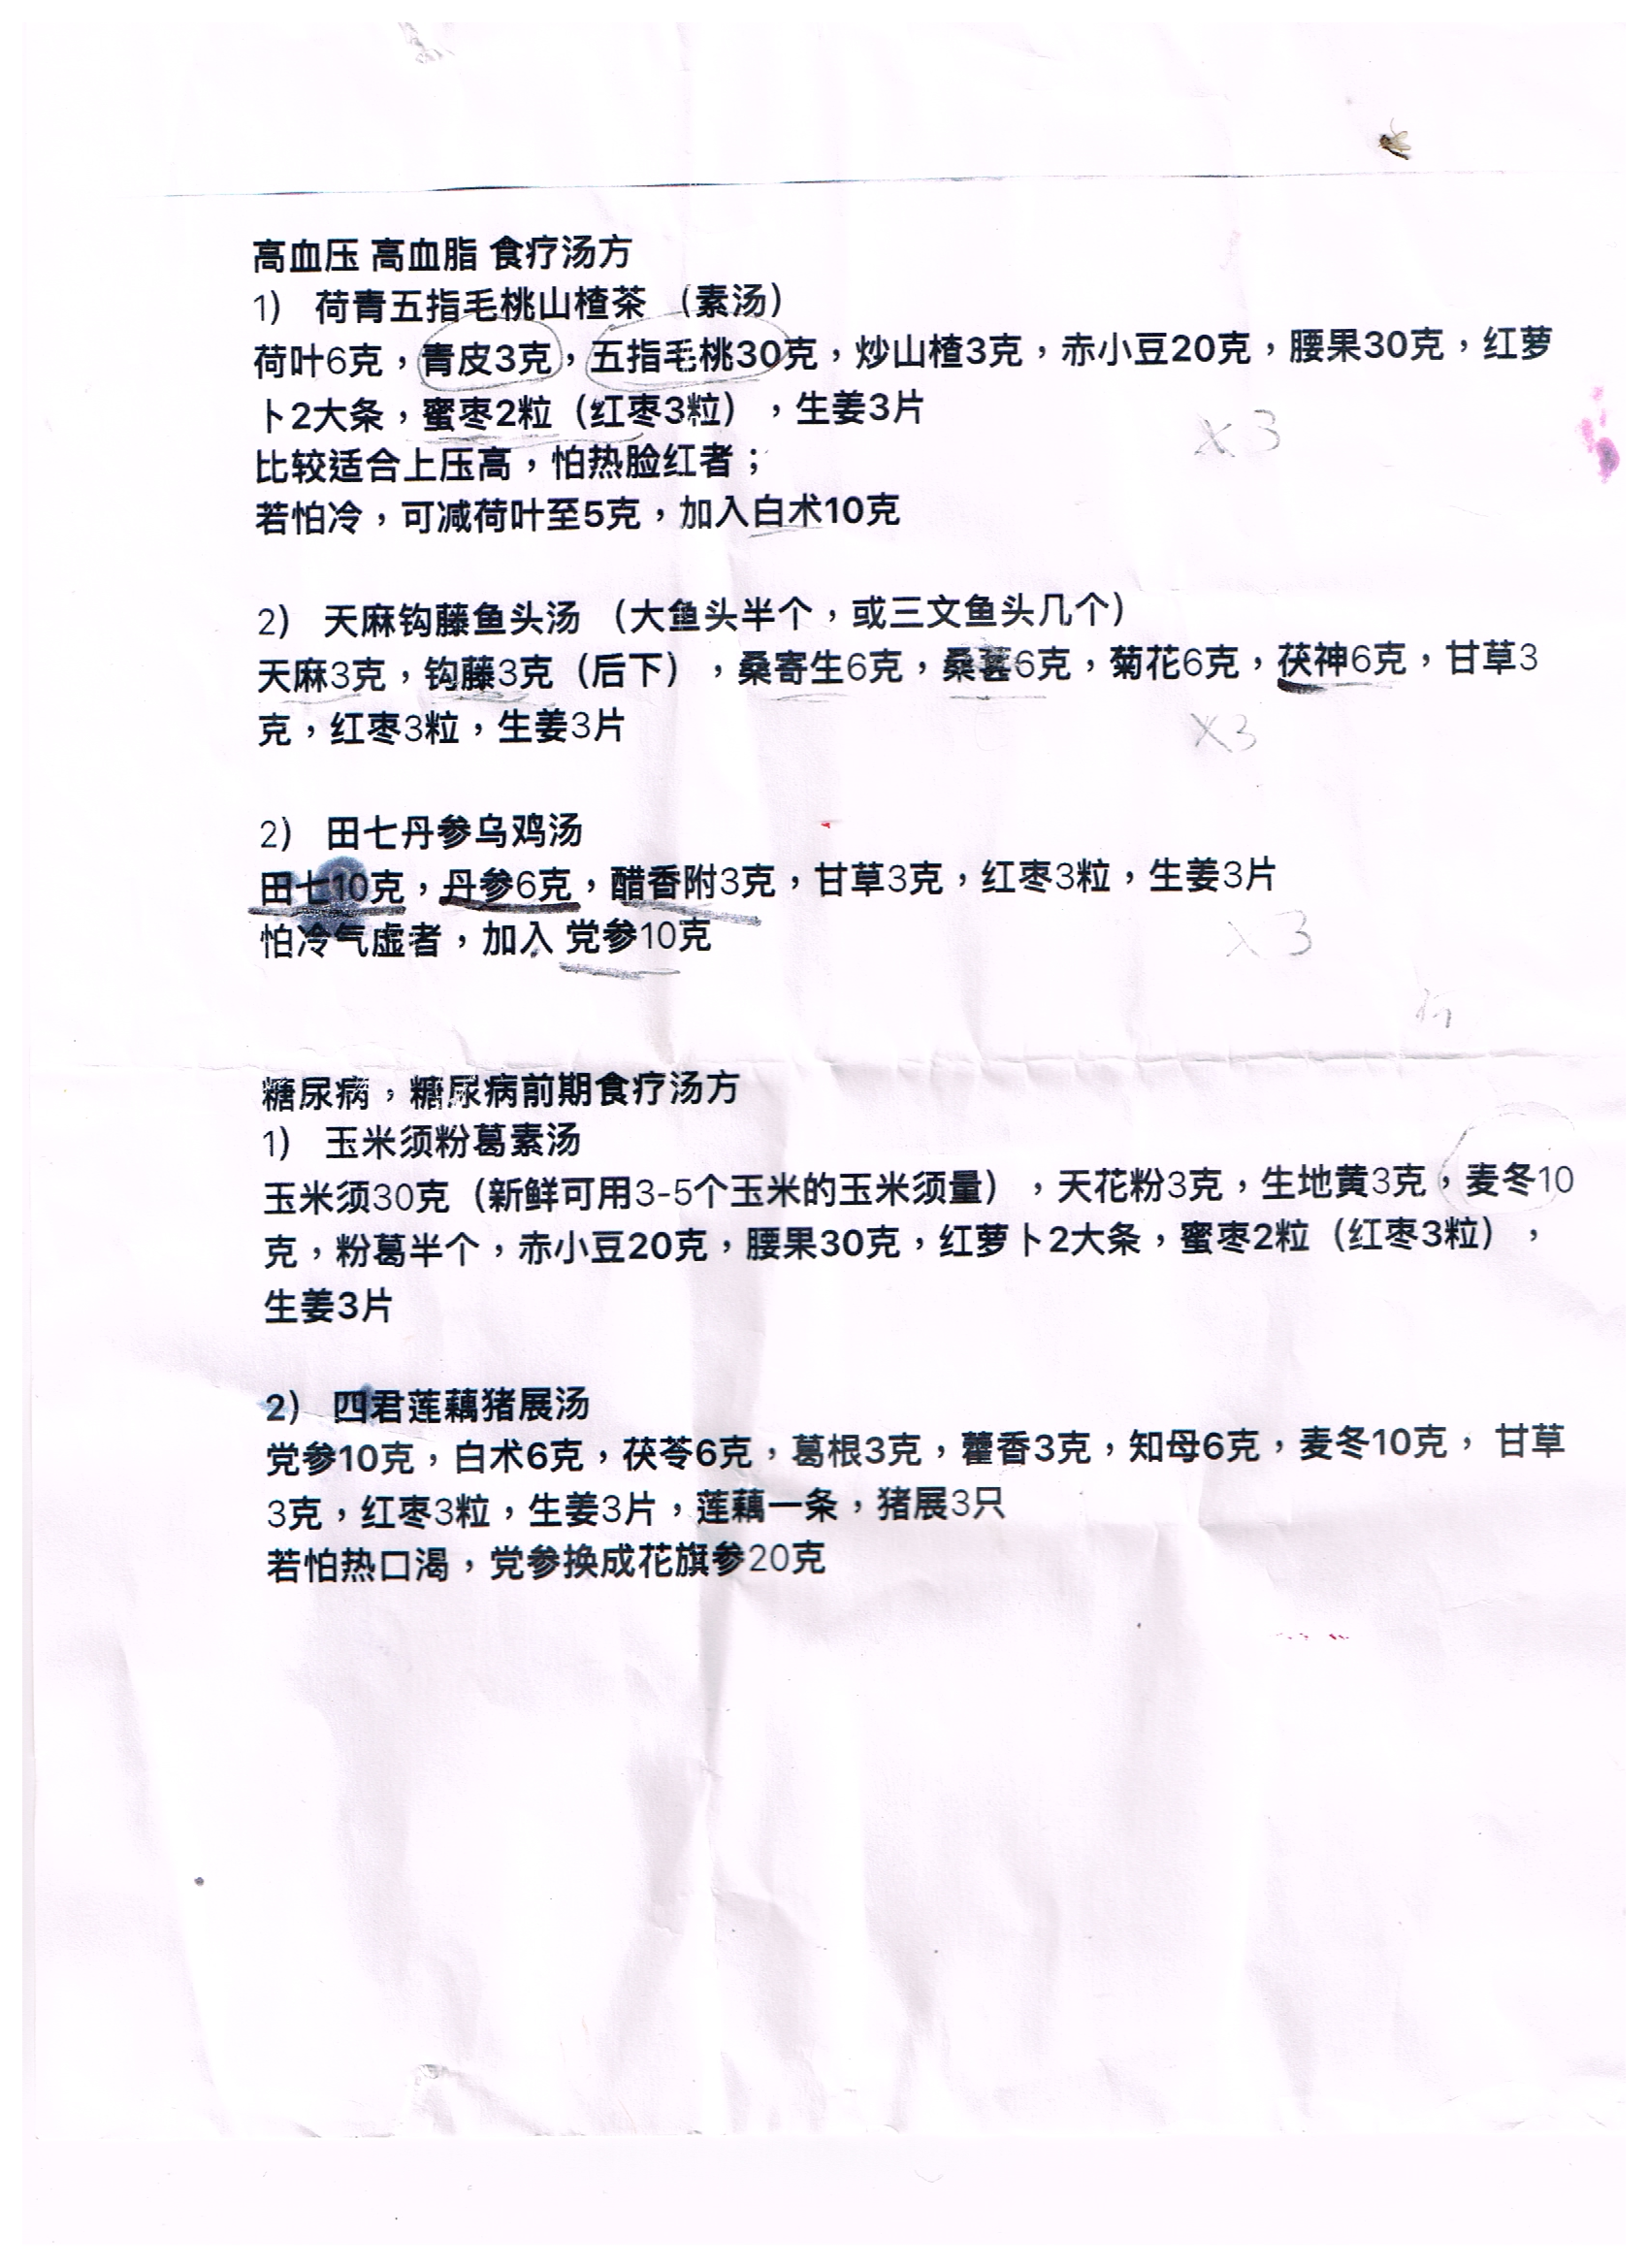 高血压 高血脂 食疗汤方
1） 荷青五指毛桃山楂茶 （素汤）
荷叶6克，青皮3克，五指毛桃30克，炒山楂3克，赤小豆20克，腰果30克，红萝
卜2大条，蜜枣2粒（红枣3粒），生姜3片
x3
比较适合上压高，怕热脸红者；
若怕冷，可减荷叶至5克，加入白术10克
2） 天麻钩藤鱼头汤 （大鱼头半个，或三文鱼头几个）
天麻3克，钩藤3克（后下），桑寄生6克，桑葚6克，菊花6克，茯神6克，甘草3
克，红枣3粒，生姜3片
x3
2） 田七丹参乌鸡汤
田七10克，丹参6克，醋香附3克，甘草3克，红枣3粒，生姜3片
怕冷气虚者，加入 党参10克
x3
糖尿病，糖尿病前期食疗汤方
1） 玉米须粉葛素汤
玉米须30克（新鲜可用3-5个玉米的玉米须量），天花粉3克，生地黄3克，麦冬10
克，粉葛半个，赤小豆20克，腰果30克，红萝卜2大条，蜜枣2粒（红枣3粒），
生姜3片
2） 四君莲藕猪展汤
党参10克，白术6克，茯苓6克，葛根3克，藿香3克，知母6克，麦冬10克， 甘草
3克，红枣3粒，生姜3片，莲藕一条，猪展3只
若怕热口渴，党参换成花旗参20克